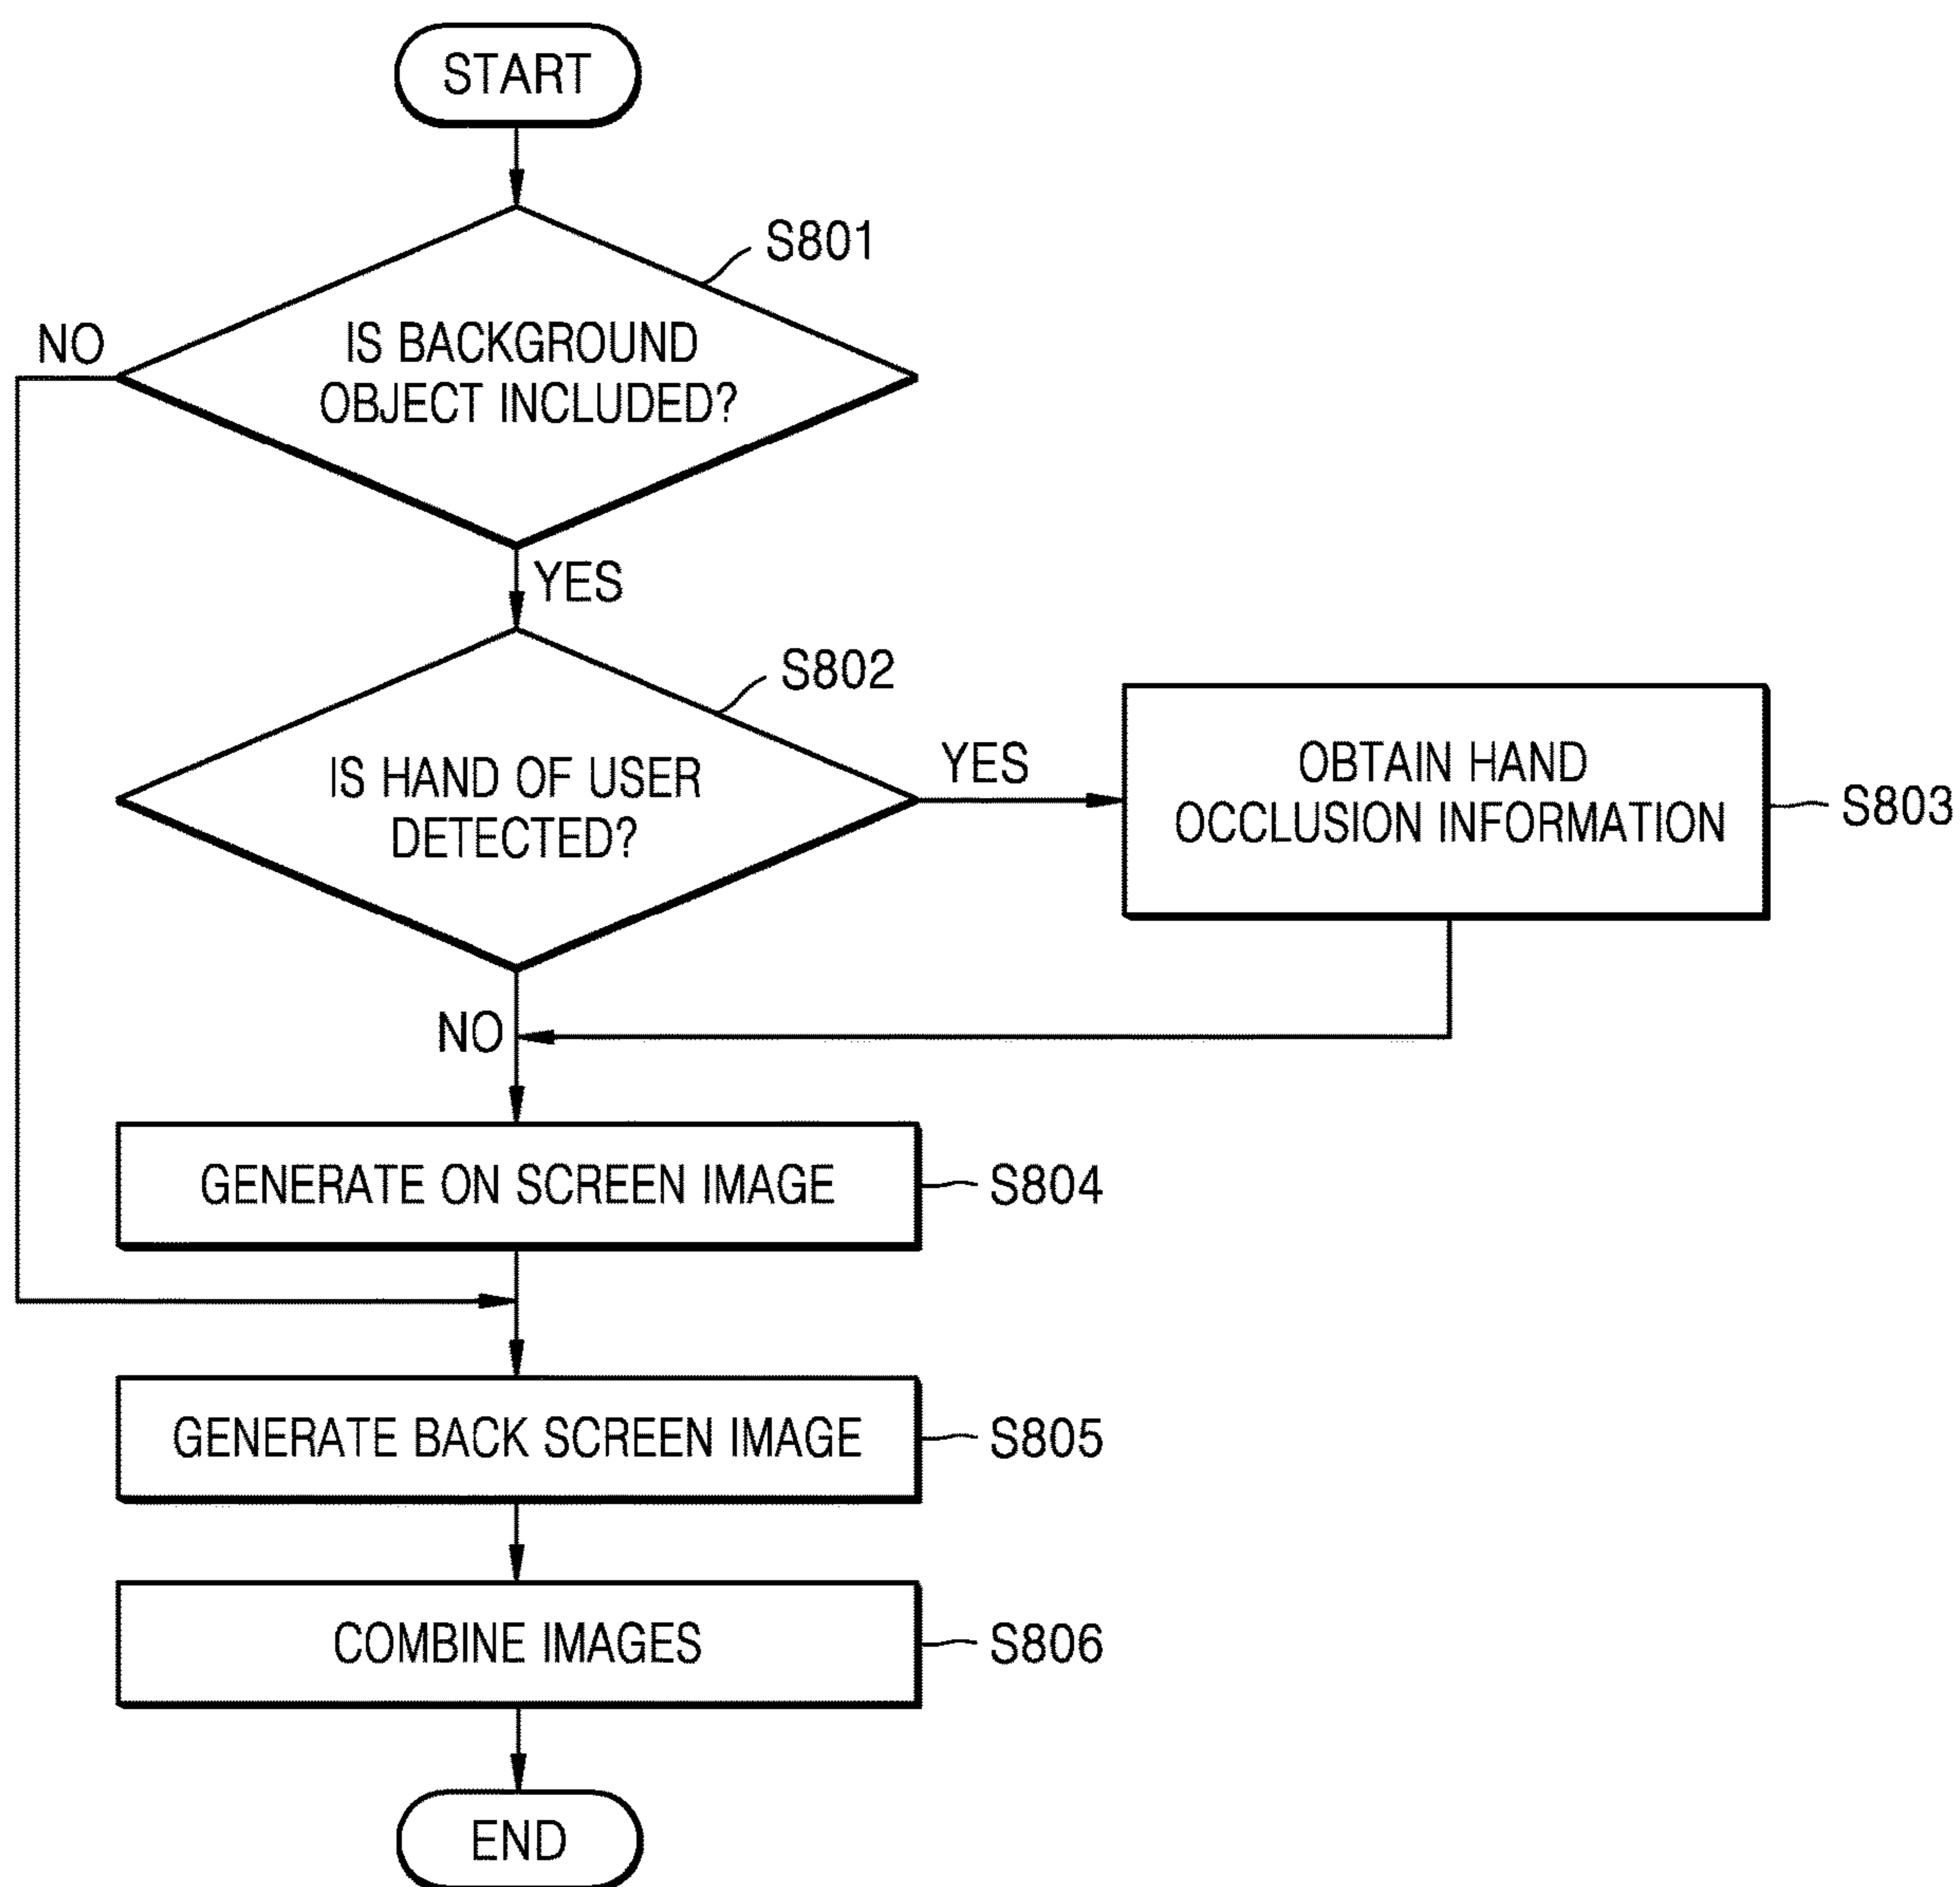 START
S801
NO
IS BACKGROUND
OBJECT INCLUDED?
YES
S802
IS HAND OF USER
DETECTED?
YES
OBTAIN HAND
OCCLUSION INFORMATION
S803
NO
GENERATE ON SCREEN IMAGE
S804
GENERATE BACK SCREEN IMAGE
S805
COMBINE IMAGES
S806
END